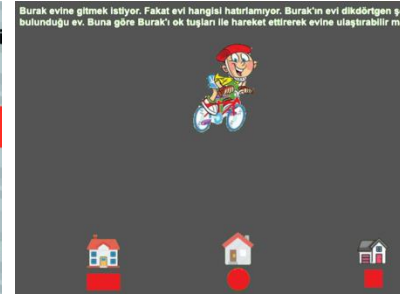 Burak evine gitmek istiyor. Fakat evi hangisi hatırlamıyor. Burak'ın evi dikdörtgen
bulunduğu ev. Buna göre Burak'ı ok tuşları ile hareket ettirerek evine ulaştırabilir